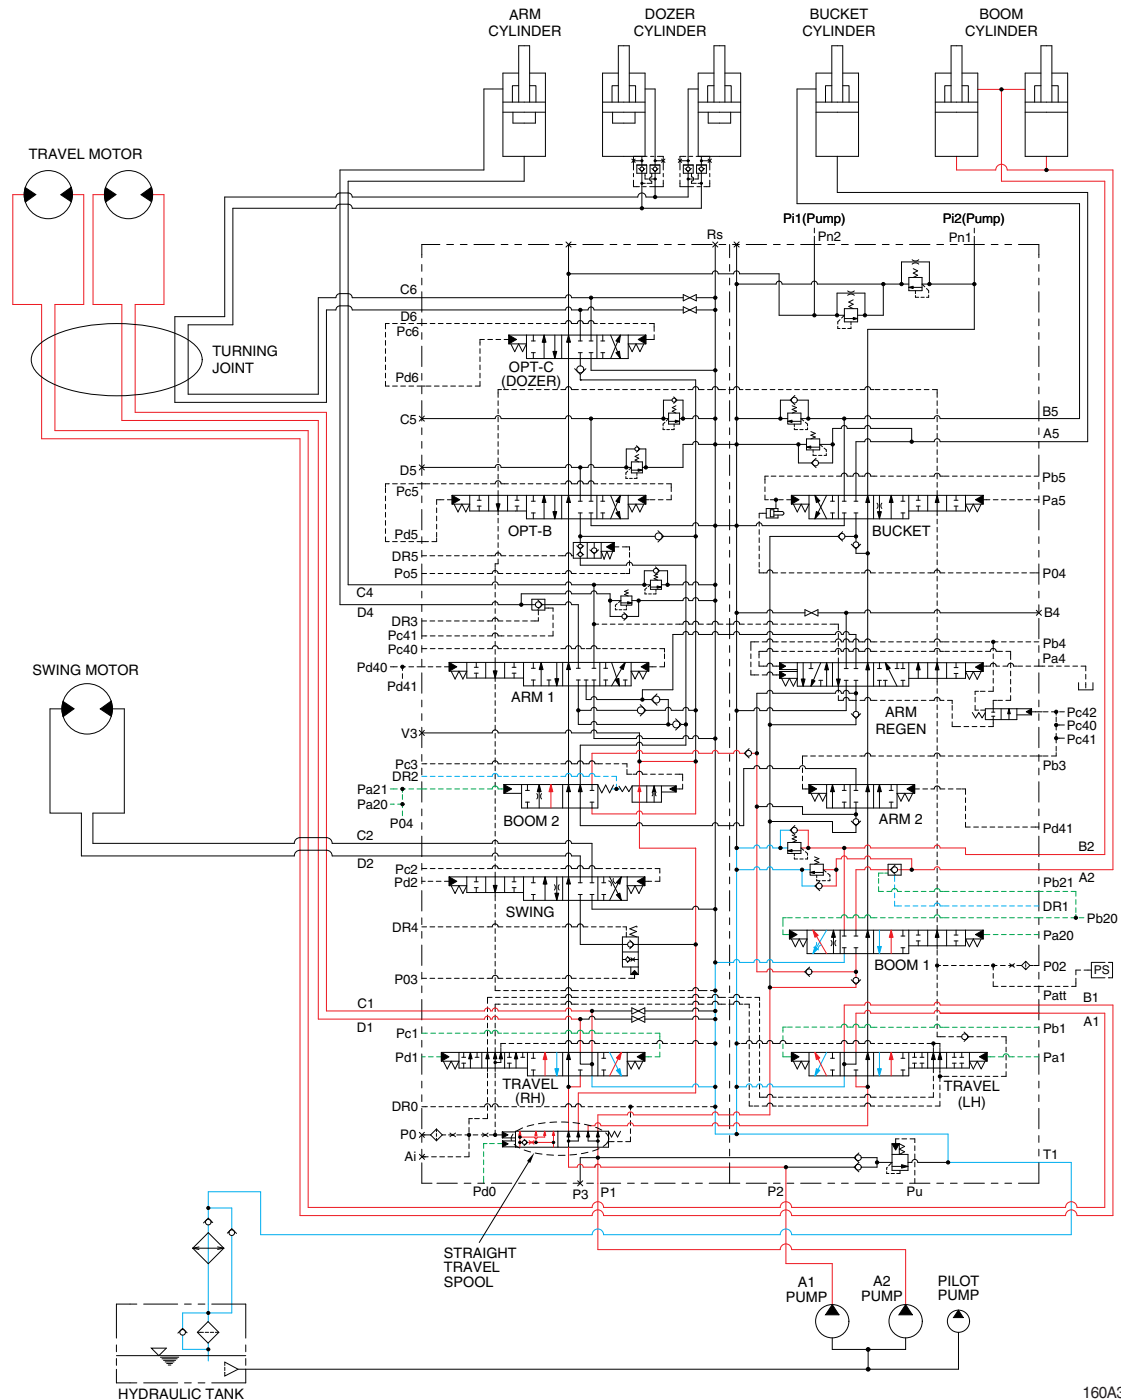 ARM
CYLINDER
DOZER
CYLINDER
BUCKET
CYLINDER
BOOM
CYLINDER
TRAVEL MOTOR
Pi1(Pump)
Pi2(Pump)
Rs
Pn2
Pn1
C6
D6
Pc6
TURNING
JOINT
OPT-C
(DOZER)
Pd6
C5
B5
A5
D5
Pc5
Pb5
Pa5
OPT-B
BUCKET
Pd5
DR5
Po5
P04
C4
D4
B4
DR3
Pc41
Pc40
Pb4
Pa4
Pd40
Pd41
SWING MOTOR
ARM 1
ARM
REGEN
Pc42
Pc40
Pc41
V3
Pc3
DR2
Pb3
Pa21
Pa20
P04
BOOM 2
ARM 2
Pd41
C2
B2
D2
Pc2
Pd2
A2
Pb21
DR1
SWING
Pb20
DR4
Pa20
BOOM 1
P03
P02
PS
Patt
C1
B1
D1
A1
Pc1
Pb1
Pd1
Pa1
TRAVEL
(RH)
TRAVEL
(LH)
DR0
P0
Ai
T1
Pd0
P3
P1
P2
Pu
STRAIGHT
TRAVEL
SPOOL
A1
PUMP
A2
PUMP
PILOT
PUMP
HYDRAULIC TANK